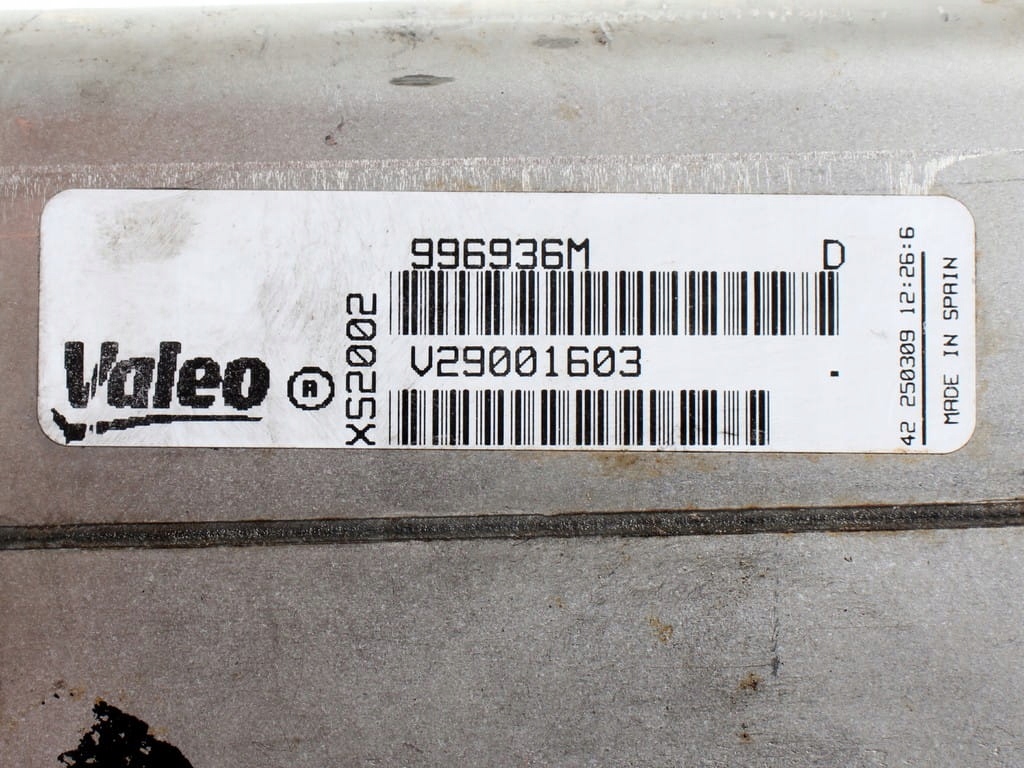 Valeo
A
XS2002
996936M D
V29001603 .
42 250309 12:26:6
MADE IN SPAIN